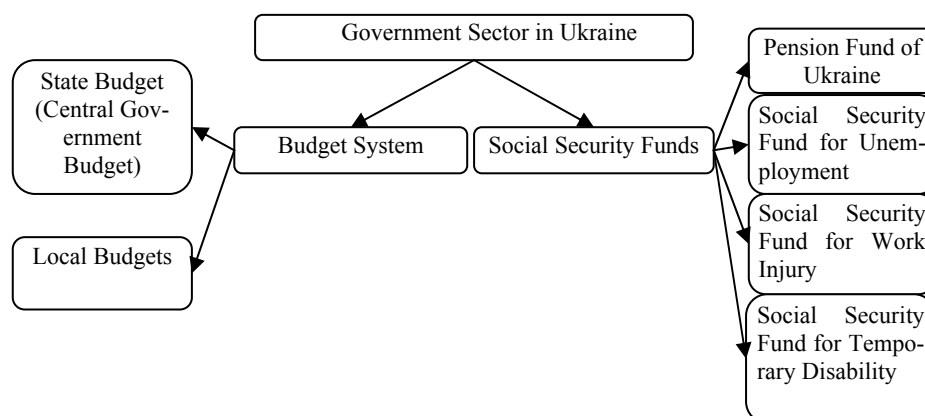 Government Sector in Ukraine
State Budget
(Central Gov-
ernment
Budget)
Budget System
Social Security Funds
Local Budgets
Pension Fund of
Ukraine
Social Security
Fund for Unem-
ployment
Social Security
Fund for Work
Injury
Social Security
Fund for Tempo-
rary Disability